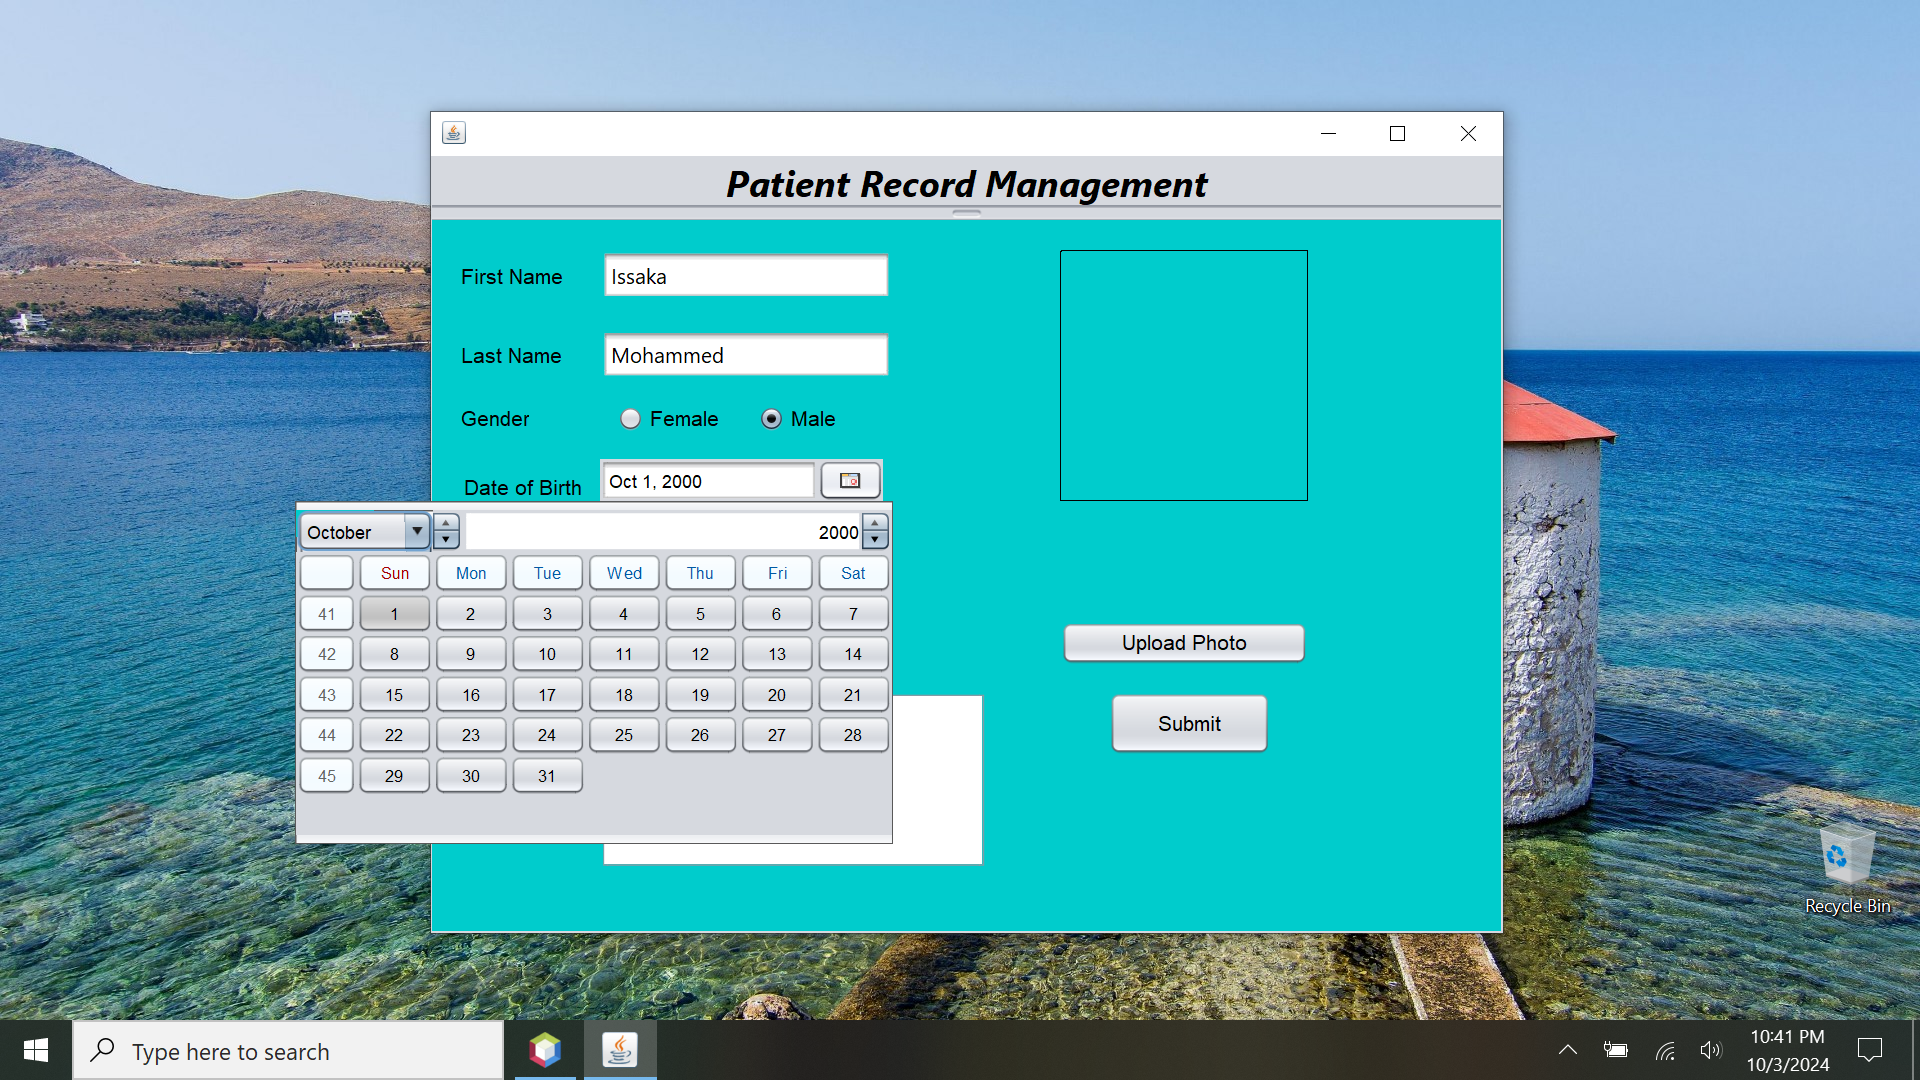 Patient Record Management
First Name
Issaka
Last Name
Mohammed
Gender
Female
Male
Date of Birth
Oct 1, 2000
October
2000
Sun Mon Tue Wed Thu Fri Sat
41 1 2 3 4 5 6 7
42 8 9 10 11 12 13 14
43 15 16 17 18 19 20 21
44 22 23 24 25 26 27 28
45 29 30 31
Upload Photo
Submit
Recycle Bin
Type here to search
10:41 PM
10/3/2024